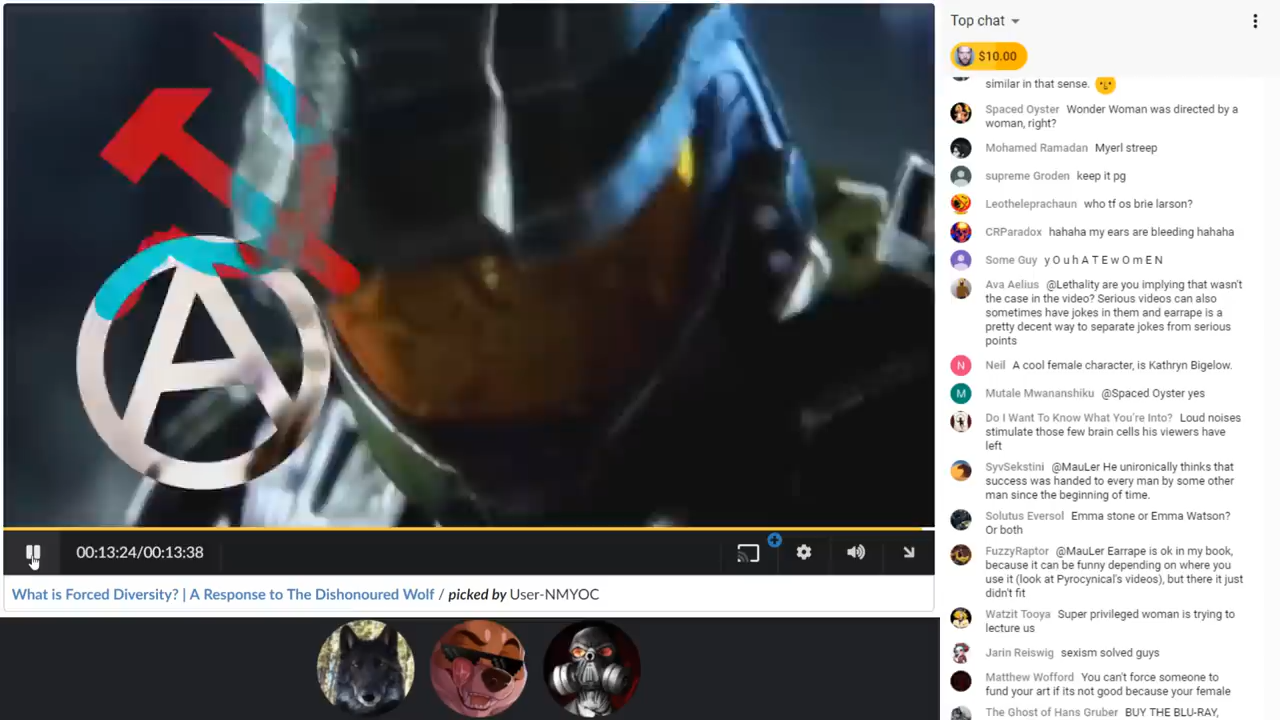 Top chat
$10.00
similar in that sense.
Spaced Oyster Wonder Woman was directed by a
woman, right?
Mohamed Ramadan Myerl streep
supreme Groden keep it pg
Leotheleprachaun who tf os brie larson?
CRParadox hahaha my ears are bleeding hahaha
Some Guy y O u h A T E w O m E N
Ava Aelius @Lethality are you implying that wasn't
the case in the video? Serious videos can also
sometimes have jokes in them and earrape is a
pretty decent way to separate jokes from serious
points
N
Neil A cool female character, is Kathryn Bigelow.
M
Mutale Mwananshiku @Spaced Oyster yes
Do I Want To Know What You're Into? Loud noises
stimulate those few brain cells his viewers have
left
SyvSekstini @MauLer He unironically thinks that
success was handed to every man by some other
man since the beginning of time.
Solutus Eversol Emma stone or Emma Watson?
Or both
FuzzyRaptor @MauLer Earrape is ok in my book,
because it can be funny depending on where you
use it (look at Pyrocynical's videos), but there it just
didn't fit
Watzit Tooya Super privileged woman is trying to
lecture us
Jarin Reiswig sexism solved guys
Matthew Wofford You can't force someone to
fund your art if its not good because your female
The Ghost of Hans Gruber BUY THE BLU-RAY,
A
00:13:24/00:13:38
What is Forced Diversity? | A Response to The Dishonoured Wolf / picked by User-NMYOC